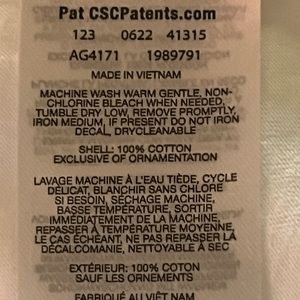 Pat CSCPatents.com
123 0622 41315
AG4171 1989791
MADE IN VIETNAM
MACHINE WASH WARM GENTLE, NON-
CHLORINE BLEACH WHEN NEEDED,
TUMBLE DRY LOW, REMOVE PROMPTLY,
IRON MEDIUM, IF PRESENT DO NOT IRON
DECAL, DRYCLEANABLE
SHELL: 100% COTTON
EXCLUSIVE OF ORNAMENTATION
LAVAGE MACHINE À L'EAU TIÈDE, CYCLE
DÉLICAT, BLANCHIR SANS CHLORE
SI BESOIN, SÉCHAGE MACHINE,
BASSE TEMPÉRATURE, SORTIR
IMMÉDIATEMENT DE LA MACHINE,
REPASSER À TEMPÉRATURE MOYENNE,
LE CAS ÉCHÉANT, NE PAS REPASSER LA
DÉCALCOMANIE, NETTOYABLE À SEC
EXTÉRIEUR: 100% COTON
SAUF LES ORNEMENTS
FABRIQUÉ AU VIÊT NAM